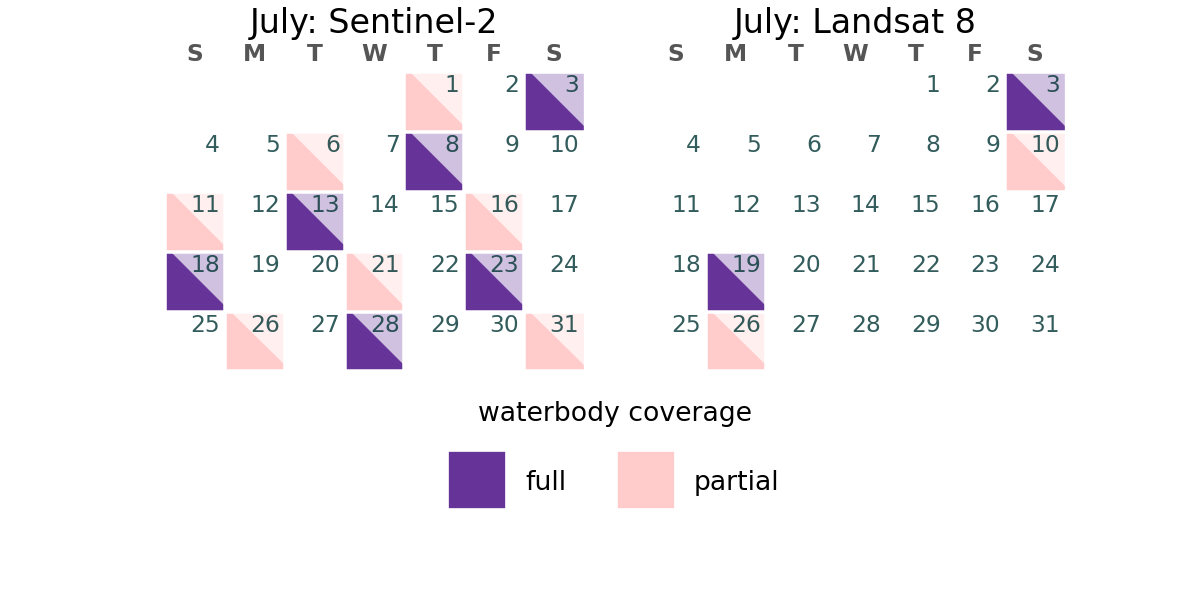 July: Sentinel-2
S M T W T F S
1 2 3
4 5 6 7 8 9 10
11 12 13 14 15 16 17
18 19 20 21 22 23 24
25 26 27 28 29 30 31
July: Landsat 8
S M T W T F S
1 2 3
4 5 6 7 8 9 10
11 12 13 14 15 16 17
18 19 20 21 22 23 24
25 26 27 28 29 30 31
waterbody coverage
full
partial